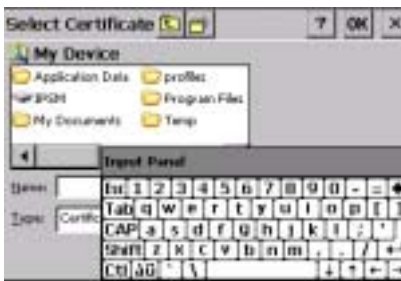 Select Certificate ? OK ×
My Device
Application Data profiles
IPSM Program Files
My Documents Temp
Input Panel
Name:
Type: Certific
1 2 3 4 5 6 7 8 9 0 - =
Tab q w e r t y u i o p [ ]
CAP a s d f g h j k l ; '
Shift z x c v b n m , . /
Ctl áü ` \